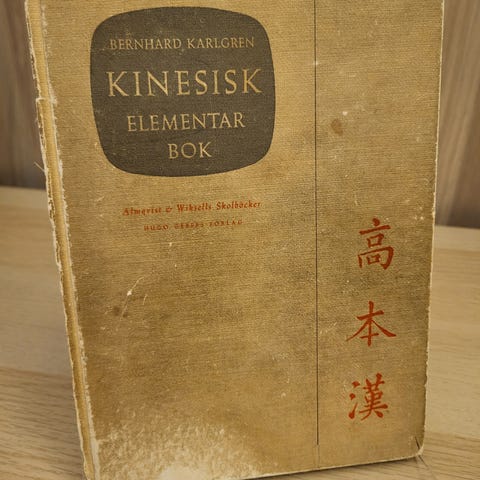 BERNHARD KARLGREN
KINESISK
ELEMENTAR
BOK
Almqvist & Wiksells Skolböcker
HUGO GEBERS FÖRLAG
高
本
漢